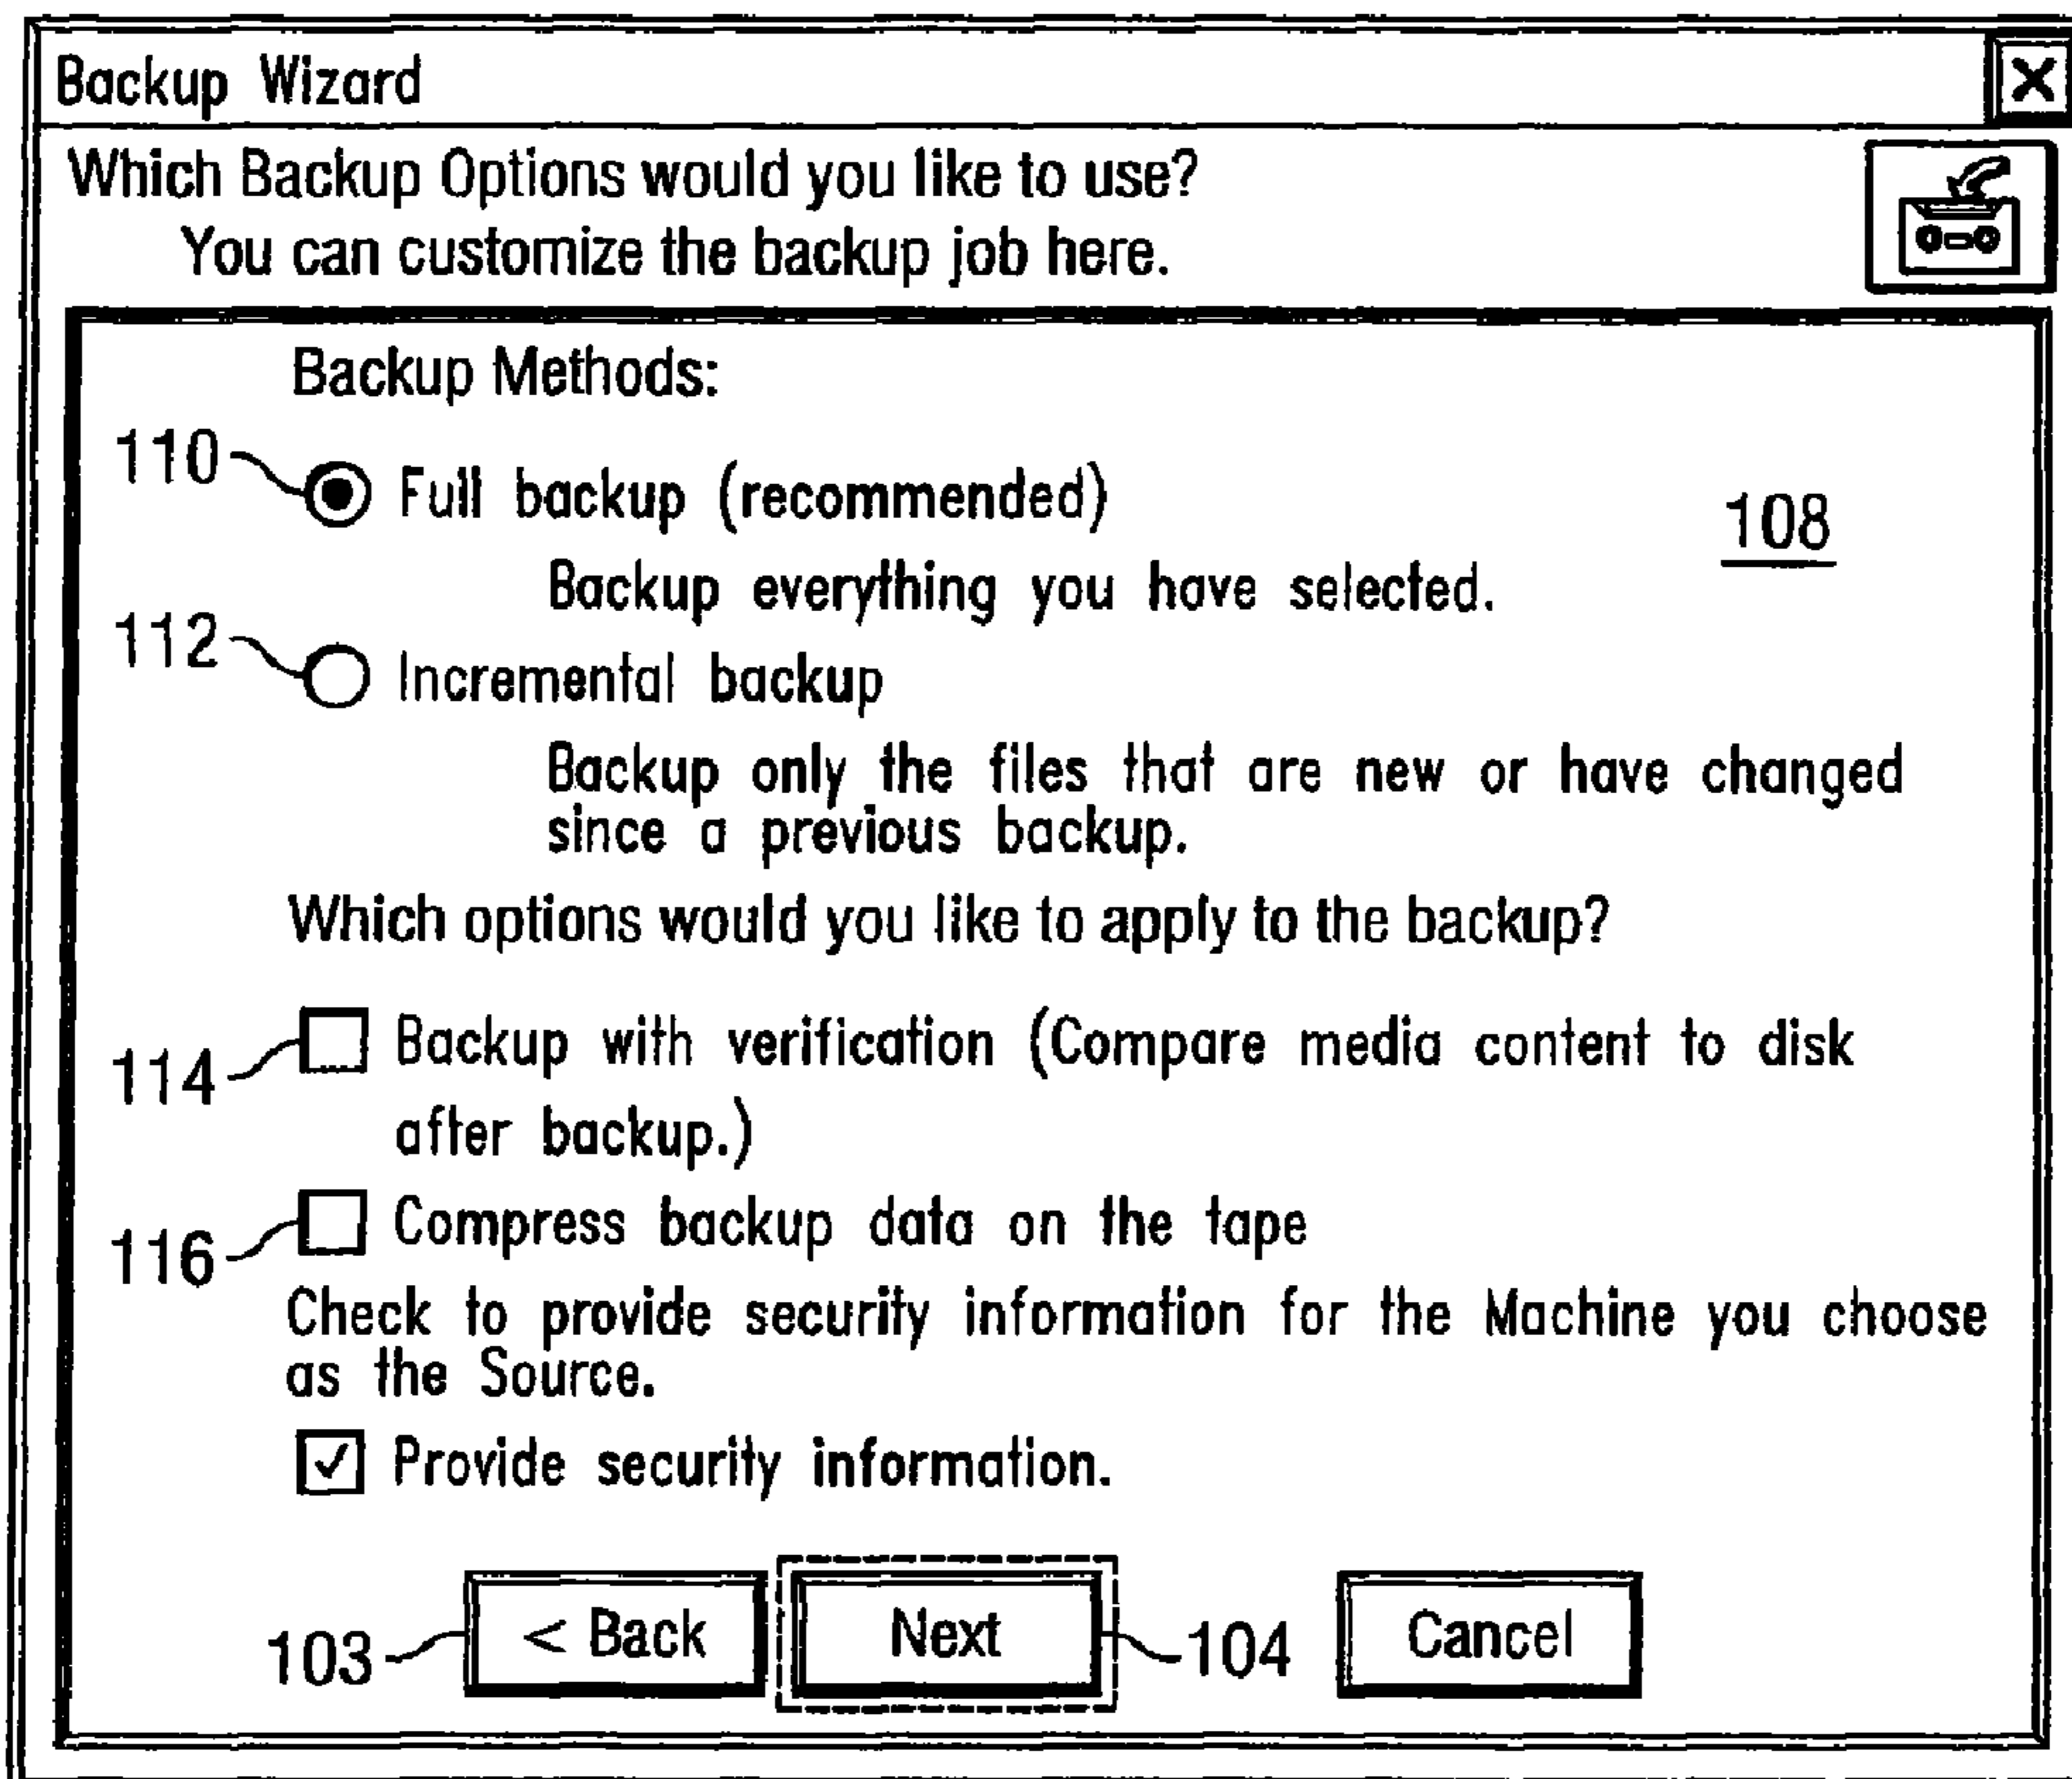 Backup Wizard
X
Which Backup Options would you like to use?
You can customize the backup job here.
Backup Methods:
110
Full backup (recommended)
108
Backup everything you have selected.
112
Incremental backup
Backup only the files that are new or have changed
since a previous backup.
Which options would you like to apply to the backup?
114
Backup with verification (Compare media content to disk
after backup.)
116
Compress backup data on the tape
Check to provide security information for the Machine you choose
as the Source.
Provide security information.
103
< Back
Next
104
Cancel